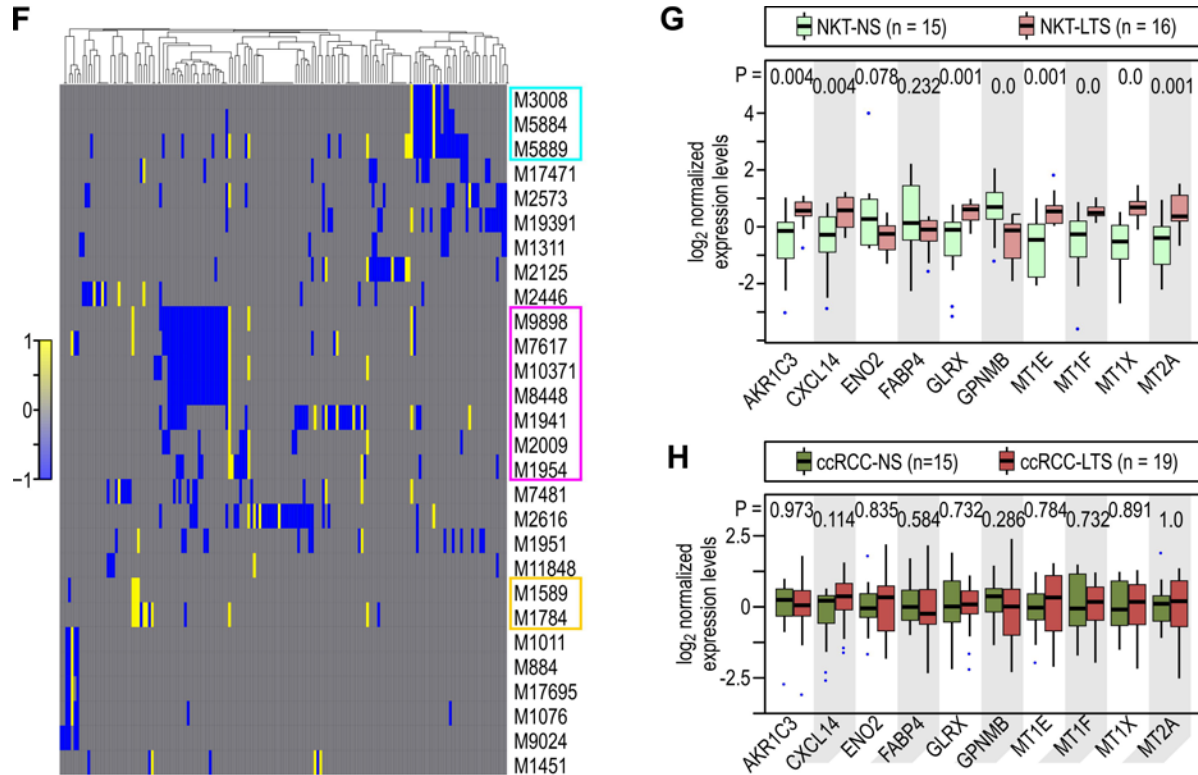 F
M3008
M5884
M5889
M17471
M2573
M19391
M1311
M2125
M2446
M9898
M7617
M10371
M8448
M1941
M2009
M1954
M7481
M2616
M1951
M11848
M1589
M1784
M1011
M884
M17695
M1076
M9024
M1451
1
0
−1
G
NKT-NS (n = 15) NKT-LTS (n = 16)
P = 0.004 0.004 0.078 0.232 0.001 0.0 0.001 0.0 0.0 0.001
log2 normalized
expression levels
4
2
0
-2
AKR1C3 CXCL14 ENO2 FABP4 GLRX GPNMB MT1E MT1F MT1X MT2A
H
ccRCC-NS (n=15) ccRCC-LTS (n = 19)
P = 0.973 0.114 0.835 0.584 0.732 0.286 0.784 0.732 0.891 1.0
log2 normalized
expression levels
2.5
0
-2.5
AKR1C3 CXCL14 ENO2 FABP4 GLRX GPNMB MT1E MT1F MT1X MT2A